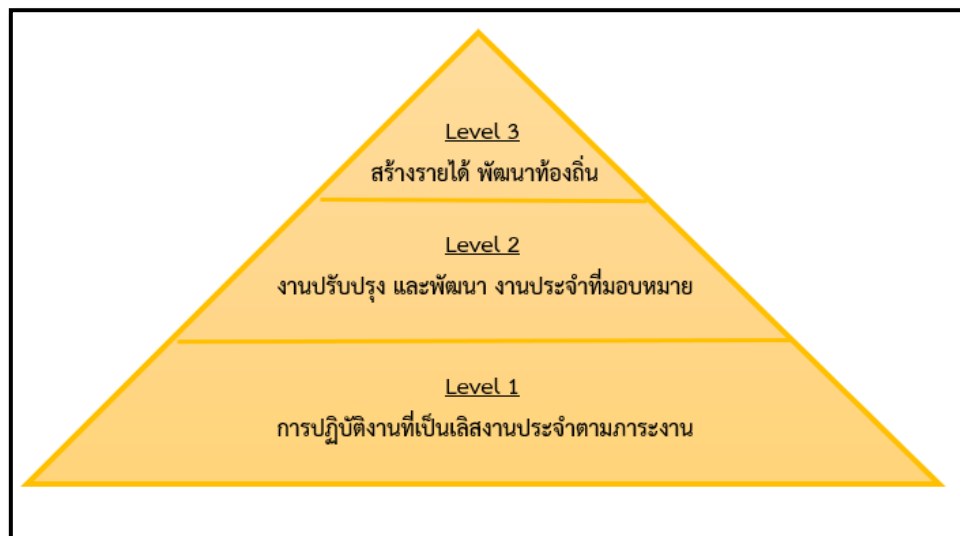 Level 3
สร้างรายได้ พัฒนาท้องถิ่น
Level 2
งานปรับปรุง และพัฒนา งานประจำที่มอบหมาย
Level 1
การปฏิบัติงานที่เป็นเลิสงานประจำตามภาระงาน